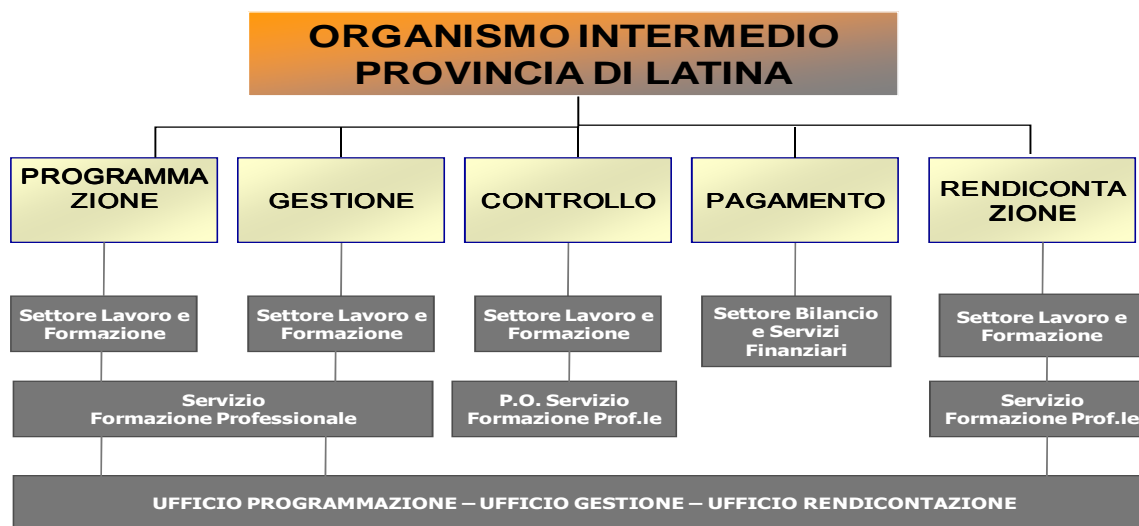 ORGANISMO INTERMEDIO
PROVINCIA DI LATINA
PROGRAMMA
ZIONE
GESTIONE
CONTROLLO
PAGAMENTO
RENDICONTA
ZIONE
Settore Lavoro e
Formazione
Settore Lavoro e
Formazione
Settore Lavoro e
Formazione
Settore Bilancio
e Servizi
Finanziari
Settore Lavoro e
Formazione
Servizio
Formazione Professionale
P.O. Servizio
Formazione Prof.le
Servizio
Formazione Prof.le
UFFICIO PROGRAMMAZIONE – UFFICIO GESTIONE – UFFICIO RENDICONTAZIONE